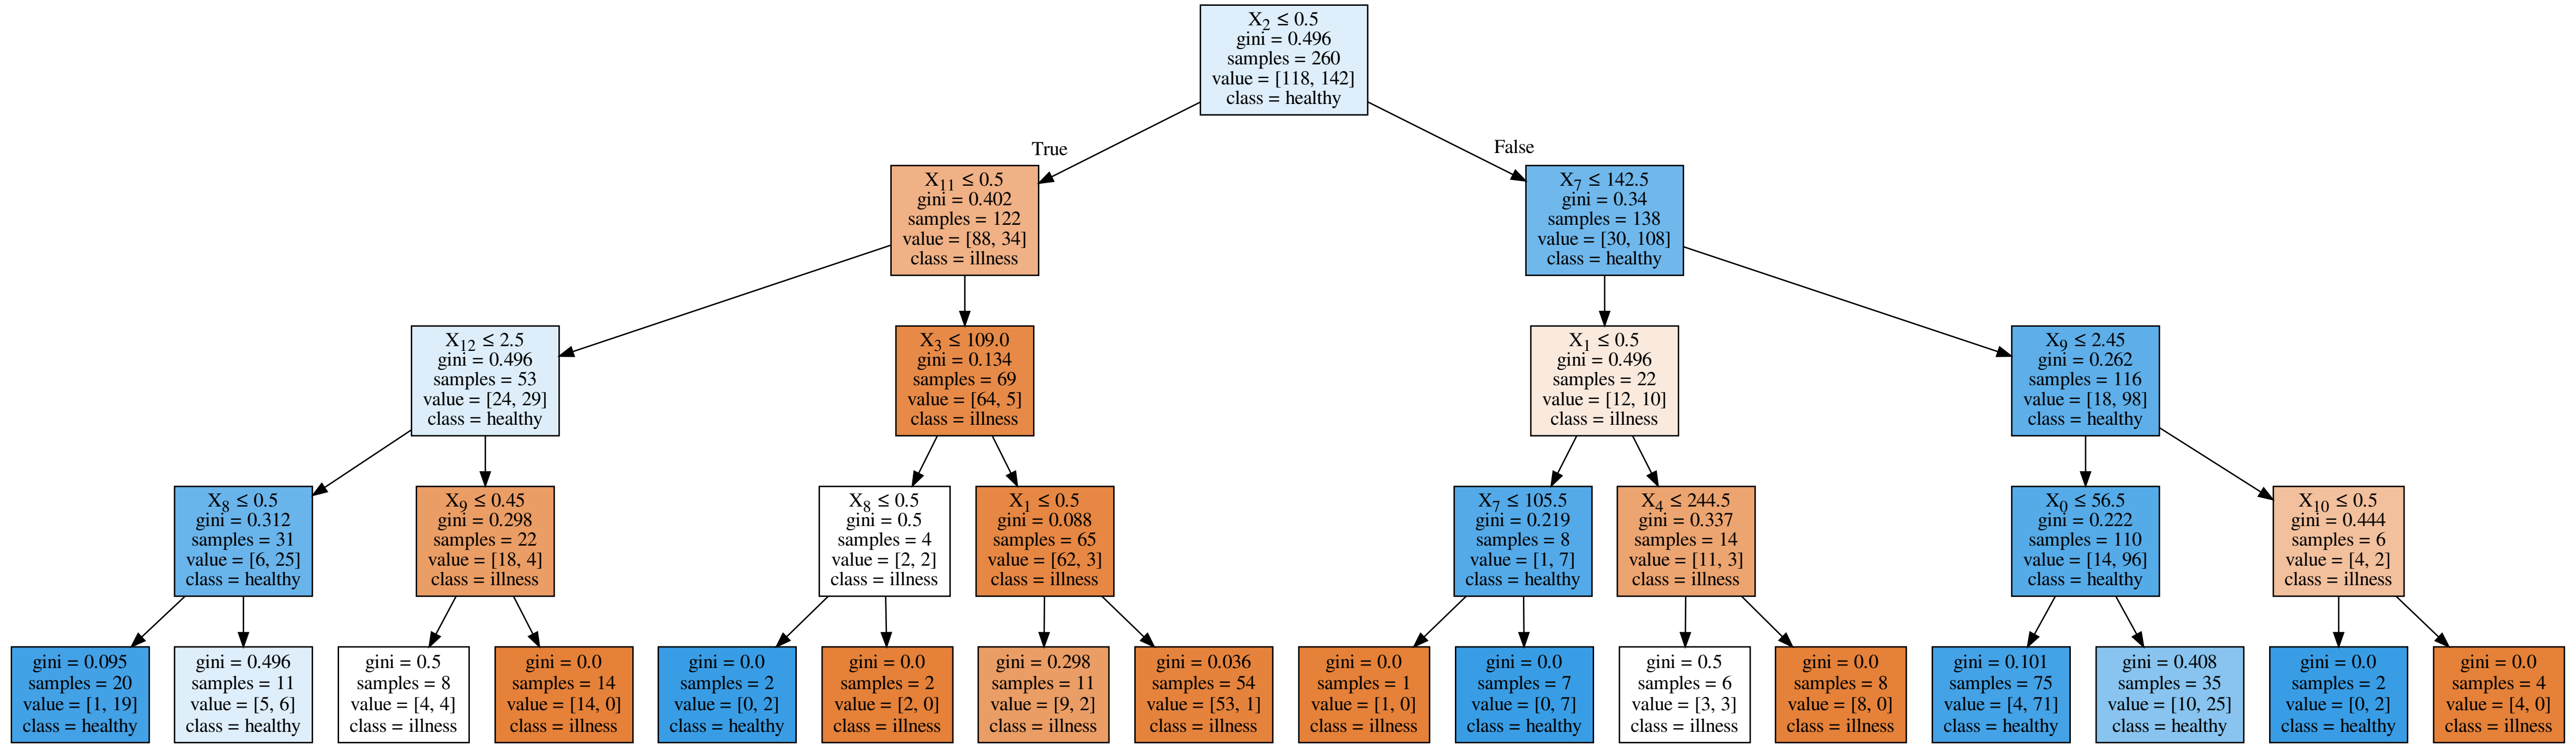 X2 ≤ 0.5
gini = 0.496
samples = 260
value = [118, 142]
class = healthy
True
False
X11 ≤ 0.5
gini = 0.402
samples = 122
value = [88, 34]
class = illness
X7 ≤ 142.5
gini = 0.34
samples = 138
value = [30, 108]
class = healthy
X12 ≤ 2.5
gini = 0.496
samples = 53
value = [24, 29]
class = healthy
X3 ≤ 109.0
gini = 0.134
samples = 69
value = [64, 5]
class = illness
X1 ≤ 0.5
gini = 0.496
samples = 22
value = [12, 10]
class = illness
X9 ≤ 2.45
gini = 0.262
samples = 116
value = [18, 98]
class = healthy
X8 ≤ 0.5
gini = 0.312
samples = 31
value = [6, 25]
class = healthy
X9 ≤ 0.45
gini = 0.298
samples = 22
value = [18, 4]
class = illness
X8 ≤ 0.5
gini = 0.5
samples = 4
value = [2, 2]
class = illness
X1 ≤ 0.5
gini = 0.088
samples = 65
value = [62, 3]
class = illness
X7 ≤ 105.5
gini = 0.219
samples = 8
value = [1, 7]
class = healthy
X4 ≤ 244.5
gini = 0.337
samples = 14
value = [11, 3]
class = illness
X0 ≤ 56.5
gini = 0.222
samples = 110
value = [14, 96]
class = healthy
X10 ≤ 0.5
gini = 0.444
samples = 6
value = [4, 2]
class = illness
gini = 0.095
samples = 20
value = [1, 19]
class = healthy
gini = 0.496
samples = 11
value = [5, 6]
class = healthy
gini = 0.5
samples = 8
value = [4, 4]
class = illness
gini = 0.0
samples = 14
value = [14, 0]
class = illness
gini = 0.0
samples = 2
value = [0, 2]
class = healthy
gini = 0.0
samples = 2
value = [2, 0]
class = illness
gini = 0.298
samples = 11
value = [9, 2]
class = illness
gini = 0.036
samples = 54
value = [53, 1]
class = illness
gini = 0.0
samples = 1
value = [1, 0]
class = illness
gini = 0.0
samples = 7
value = [0, 7]
class = healthy
gini = 0.5
samples = 6
value = [3, 3]
class = illness
gini = 0.0
samples = 8
value = [8, 0]
class = illness
gini = 0.101
samples = 75
value = [4, 71]
class = healthy
gini = 0.408
samples = 35
value = [10, 25]
class = healthy
gini = 0.0
samples = 2
value = [0, 2]
class = healthy
gini = 0.0
samples = 4
value = [4, 0]
class = illness